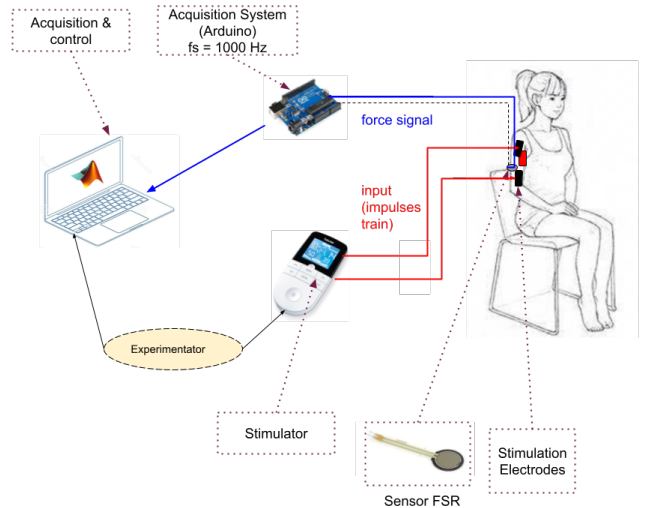 Acquisition &
control
Acquisition System
(Arduino)
fs = 1000 Hz
force signal
input
(impulses
train)
Experimentator
Stimulator
Stimulation
Electrodes
Sensor FSR